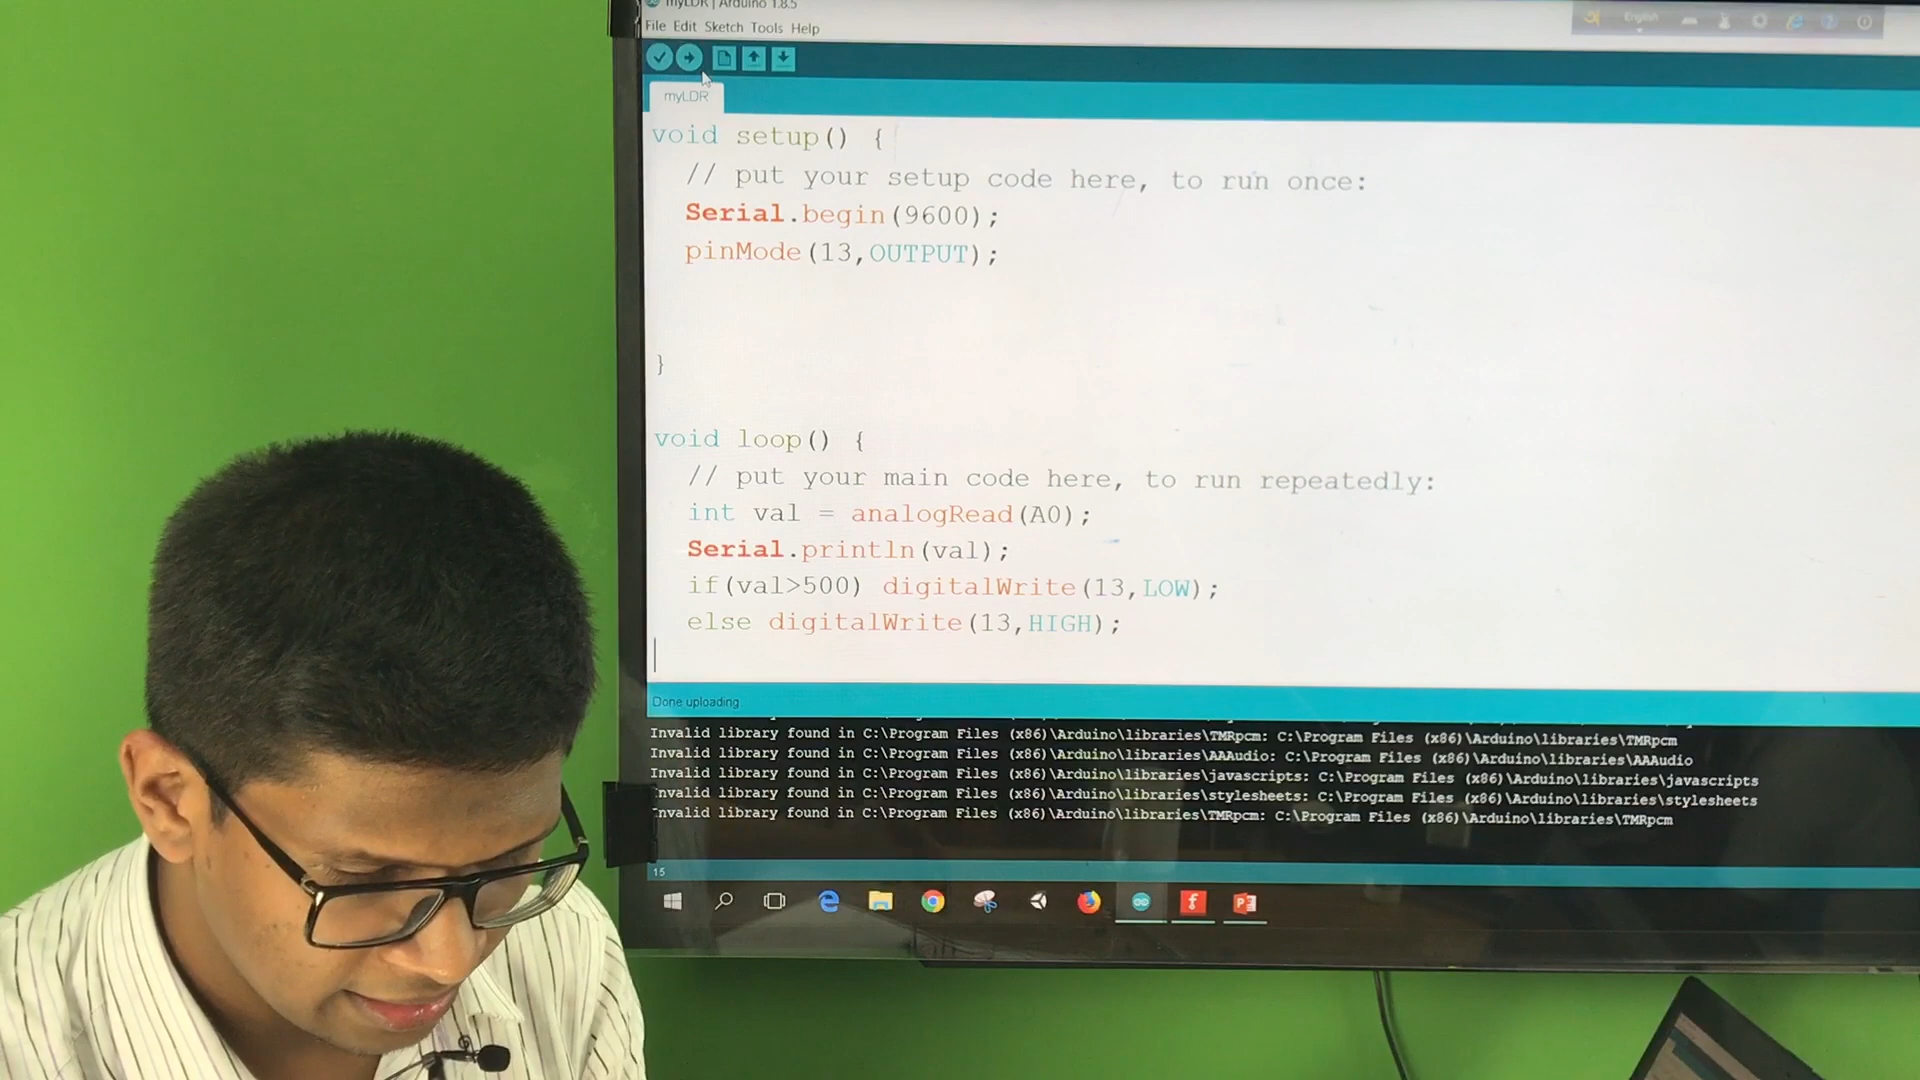 myLDR | Arduino 1.8.5
English
File Edit Sketch Tools Help
myLDR
void setup() {
// put your setup code here, to run once:
Serial.begin(9600);
pinMode(13,OUTPUT);
}
void loop() {
// put your main code here, to run repeatedly:
int val = analogRead(A0);
Serial.println(val);
if(val>500) digitalWrite(13,LOW);
else digitalWrite(13,HIGH);
Done uploading
Invalid library found in C:\Program Files (x86)\Arduino\libraries\TMRpcm: C:\Program Files (x86)\Arduino\libraries\TMRpcm
Invalid library found in C:\Program Files (x86)\Arduino\libraries\AAAudio: C:\Program Files (x86)\Arduino\libraries\AAAudio
Invalid library found in C:\Program Files (x86)\Arduino\libraries\javascripts: C:\Program Files (x86)\Arduino\libraries\javascripts
nvalid library found in C:\Program Files (x86)\Arduino\libraries\stylesheets: C:\Program Files (x86)\Arduino\libraries\stylesheets
nvalid library found in C:\Program Files (x86)\Arduino\libraries\TMRpcm: C:\Program Files (x86)\Arduino\libraries\TMRpcm
15